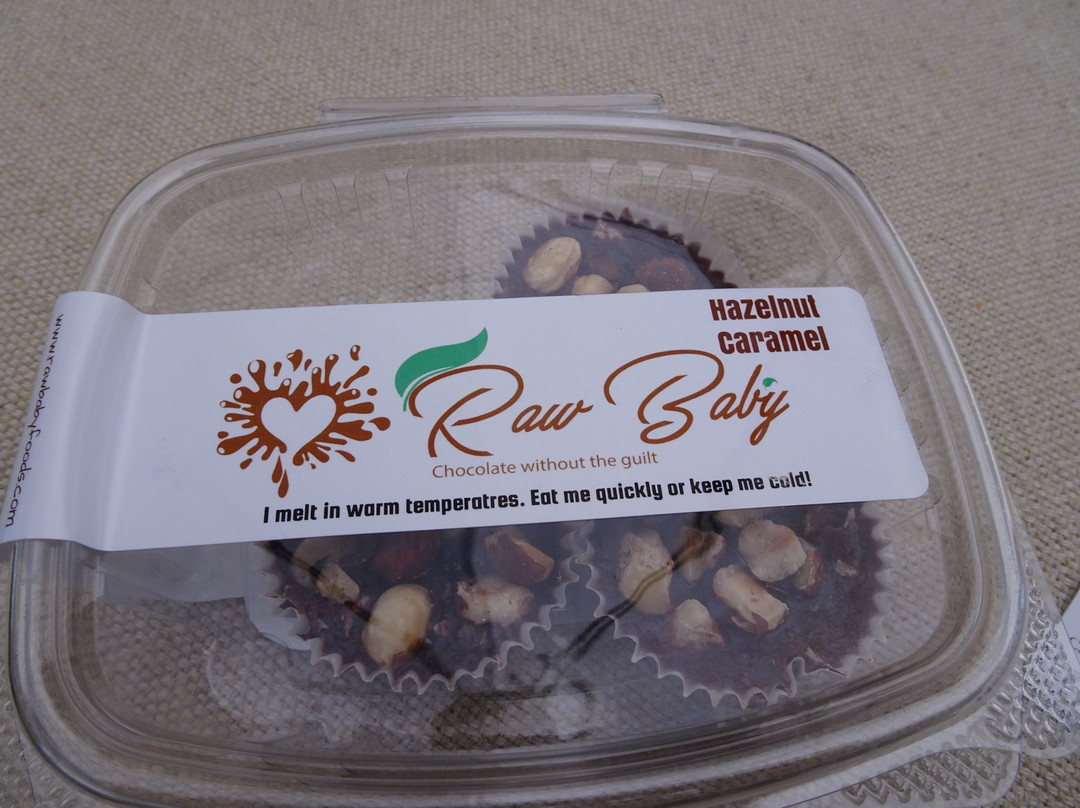 Hazelnut
caramel
Raw Baby
Chocolate without the guilt
I melt in warm temperatres. Eat me quickly or keep me cold!
www.rawbabyfoods.com